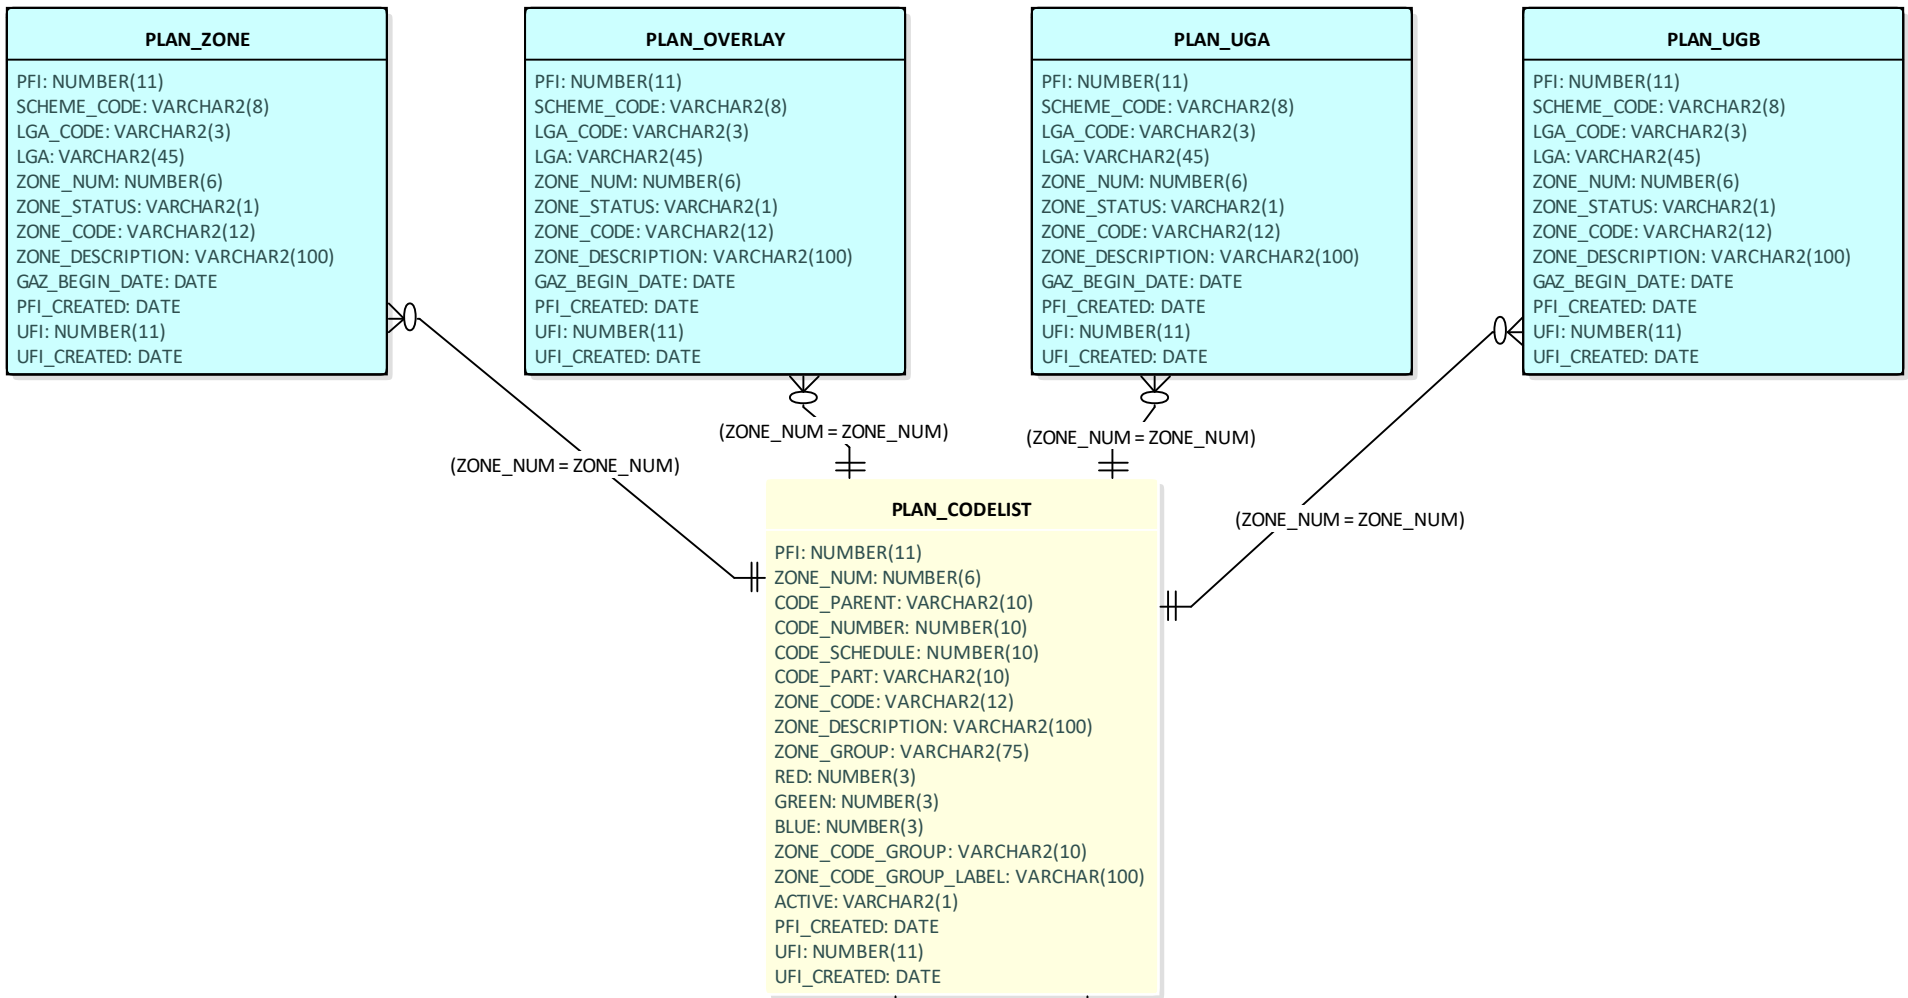 PLAN_ZONE
PFI: NUMBER(11)
SCHEME_CODE: VARCHAR2(8)
LGA_CODE: VARCHAR2(3)
LGA: VARCHAR2(45)
ZONE_NUM: NUMBER(6)
ZONE_STATUS: VARCHAR2(1)
ZONE_CODE: VARCHAR2(12)
ZONE_DESCRIPTION: VARCHAR2(100)
GAZ_BEGIN_DATE: DATE
PFI_CREATED: DATE
UFI: NUMBER(11)
UFI_CREATED: DATE
PLAN_OVERLAY
PFI: NUMBER(11)
SCHEME_CODE: VARCHAR2(8)
LGA_CODE: VARCHAR2(3)
LGA: VARCHAR2(45)
ZONE_NUM: NUMBER(6)
ZONE_STATUS: VARCHAR2(1)
ZONE_CODE: VARCHAR2(12)
ZONE_DESCRIPTION: VARCHAR2(100)
GAZ_BEGIN_DATE: DATE
PFI_CREATED: DATE
UFI: NUMBER(11)
UFI_CREATED: DATE
PLAN_UGA
PFI: NUMBER(11)
SCHEME_CODE: VARCHAR2(8)
LGA_CODE: VARCHAR2(3)
LGA: VARCHAR2(45)
ZONE_NUM: NUMBER(6)
ZONE_STATUS: VARCHAR2(1)
ZONE_CODE: VARCHAR2(12)
ZONE_DESCRIPTION: VARCHAR2(100)
GAZ_BEGIN_DATE: DATE
PFI_CREATED: DATE
UFI: NUMBER(11)
UFI_CREATED: DATE
PLAN_UGB
PFI: NUMBER(11)
SCHEME_CODE: VARCHAR2(8)
LGA_CODE: VARCHAR2(3)
LGA: VARCHAR2(45)
ZONE_NUM: NUMBER(6)
ZONE_STATUS: VARCHAR2(1)
ZONE_CODE: VARCHAR2(12)
ZONE_DESCRIPTION: VARCHAR2(100)
GAZ_BEGIN_DATE: DATE
PFI_CREATED: DATE
UFI: NUMBER(11)
UFI_CREATED: DATE
(ZONE_NUM = ZONE_NUM)
(ZONE_NUM = ZONE_NUM)
(ZONE_NUM = ZONE_NUM)
(ZONE_NUM = ZONE_NUM)
PLAN_CODELIST
PFI: NUMBER(11)
ZONE_NUM: NUMBER(6)
CODE_PARENT: VARCHAR2(10)
CODE_NUMBER: NUMBER(10)
CODE_SCHEDULE: NUMBER(10)
CODE_PART: VARCHAR2(10)
ZONE_CODE: VARCHAR2(12)
ZONE_DESCRIPTION: VARCHAR2(100)
ZONE_GROUP: VARCHAR2(75)
RED: NUMBER(3)
GREEN: NUMBER(3)
BLUE: NUMBER(3)
ZONE_CODE_GROUP: VARCHAR2(10)
ZONE_CODE_GROUP_LABEL: VARCHAR(100)
ACTIVE: VARCHAR2(1)
PFI_CREATED: DATE
UFI: NUMBER(11)
UFI_CREATED: DATE